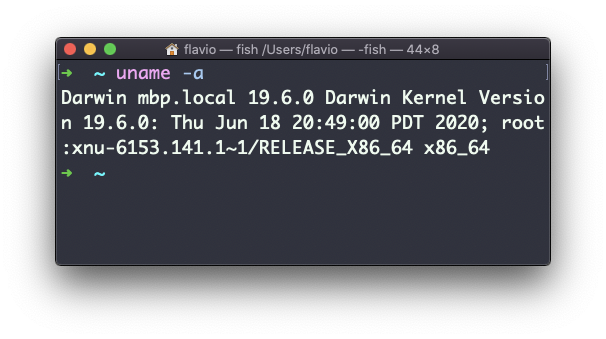 flavio — fish /Users/flavio — -fish — 44×8
➜  ~ uname -a
Darwin mbp.local 19.6.0 Darwin Kernel Versio
n 19.6.0: Thu Jun 18 20:49:00 PDT 2020; root
:xnu-6153.141.1~1/RELEASE_X86_64 x86_64
➜  ~